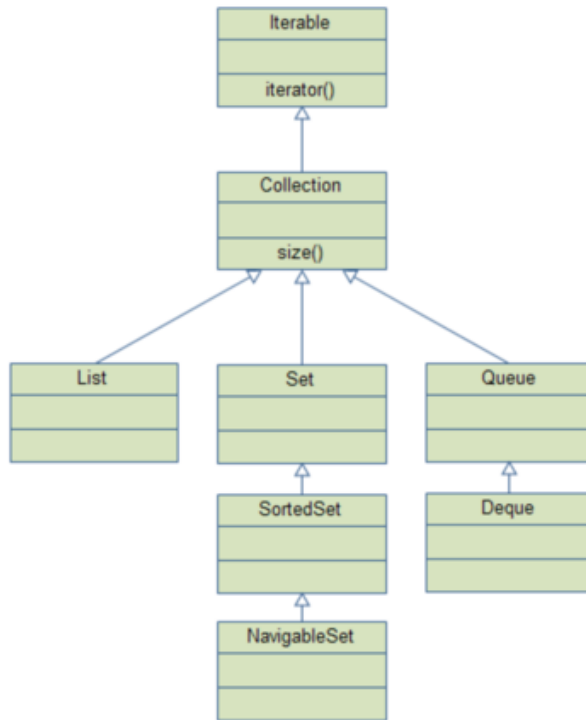 Iterable
iterator()
Collection
size()
List
Set
Queue
SortedSet
Deque
NavigableSet